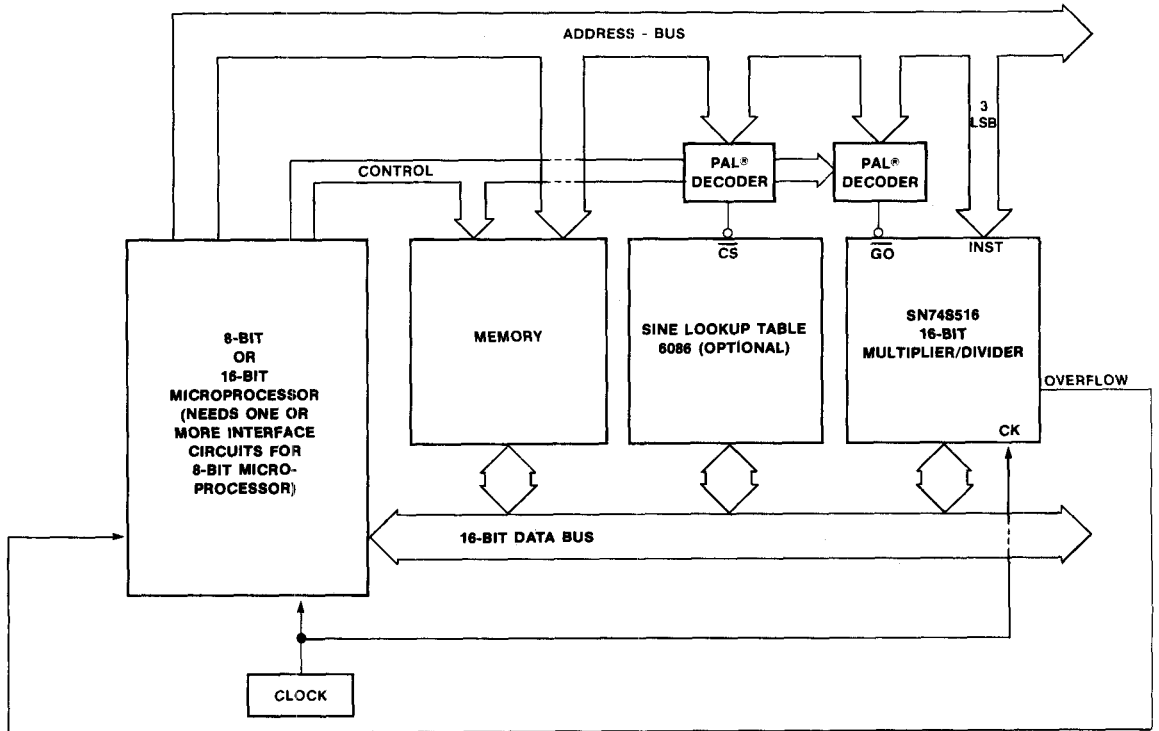 ADDRESS - BUS
3
LSB
CONTROL
PAL®
DECODER
PAL®
DECODER
CS
GO
INST
8-BIT
OR
16-BIT
MICROPROCESSOR
(NEEDS ONE OR
MORE INTERFACE
CIRCUITS FOR
8-BIT MICRO-
PROCESSOR)
MEMORY
SINE LOOKUP TABLE
6086 (OPTIONAL)
SN74S516
16-BIT
MULTIPLIER/DIVIDER
OVERFLOW
CK
16-BIT DATA BUS
CLOCK